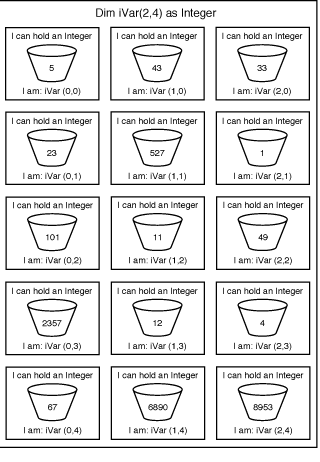 Dim iVar(2,4) as Integer
I can hold an Integer I can hold an Integer I can hold an Integer
5 43 33
I am: iVar (0,0) I am: iVar (1,0) I am: iVar (2,0)
I can hold an Integer I can hold an Integer I can hold an Integer
23 527 1
I am: iVar (0,1) I am: iVar (1,1) I am: iVar (2,1)
I can hold an Integer I can hold an Integer I can hold an Integer
101 11 49
I am: iVar (0,2) I am: iVar (1,2) I am: iVar (2,2)
I can hold an Integer I can hold an Integer I can hold an Integer
2357 12 4
I am: iVar (0,3) I am: iVar (1,3) I am: iVar (2,3)
I can hold an Integer I can hold an Integer I can hold an Integer
67 6890 8953
I am: iVar (0,4) I am: iVar (1,4) I am: iVar (2,4)